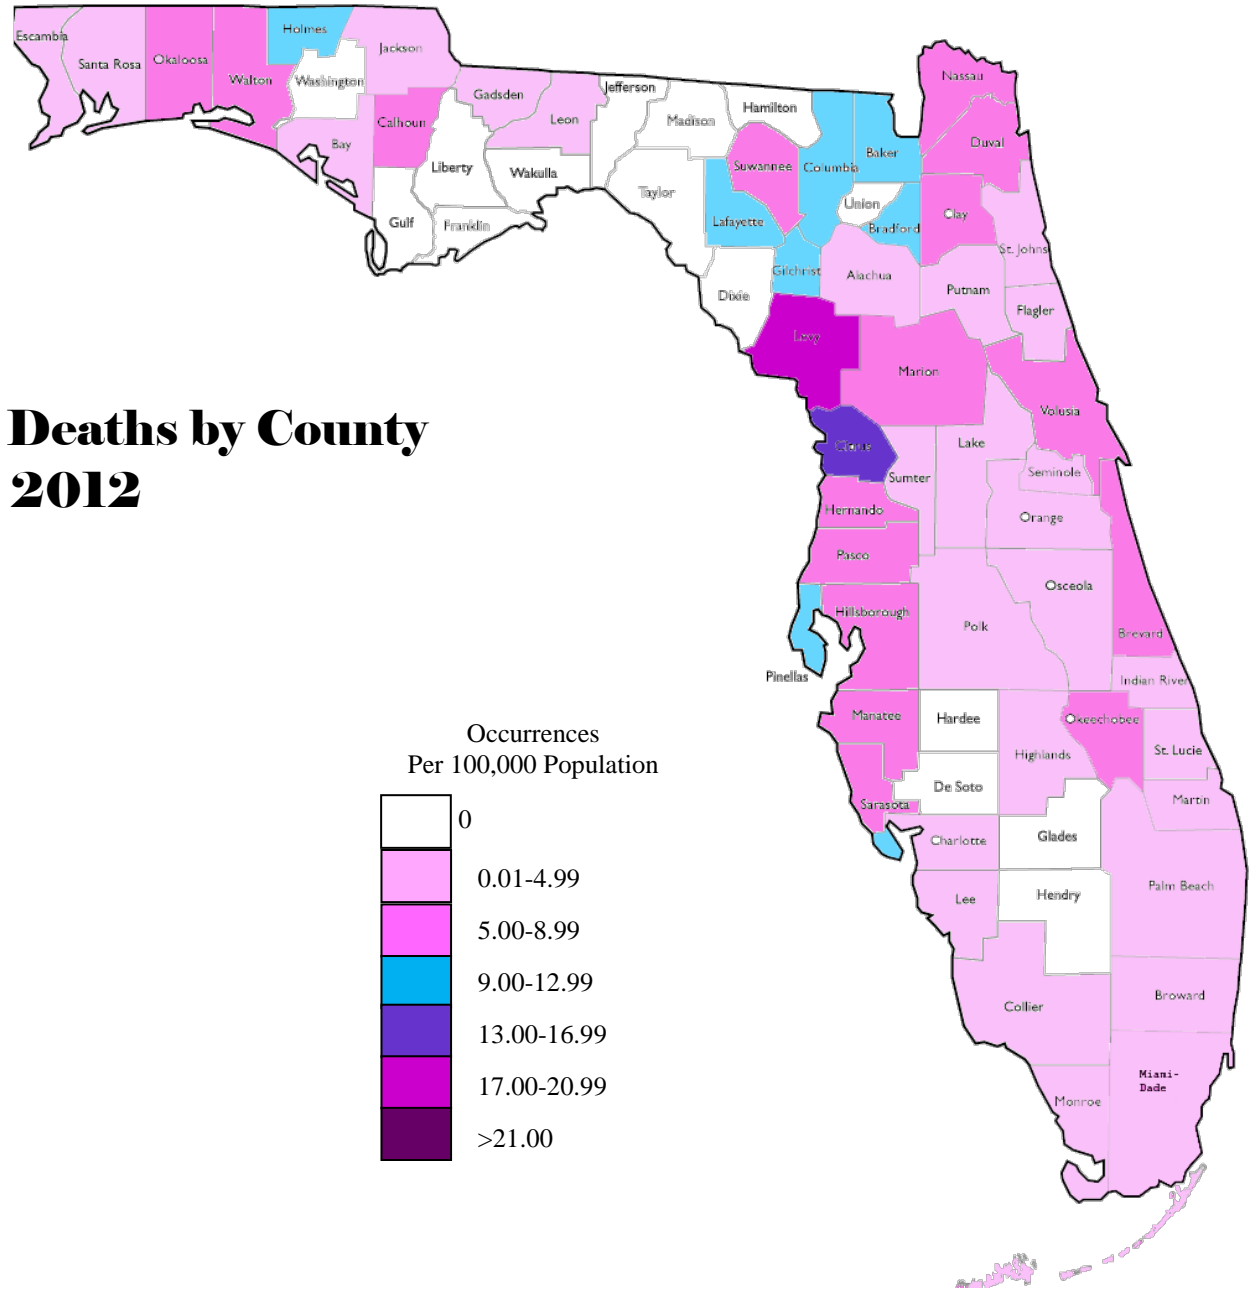 Escambia
Santa Rosa
Okaloosa
Walton
Holmes
Washington
Jackson
Bay
Calhoun
Gulf
Gadsden
Liberty
Franklin
Leon
Wakulla
Jefferson
Madison
Taylor
Hamilton
Suwannee
Lafayette
Dixie
Columbia
Gilchrist
Baker
Union
Bradford
Alachua
Levy
Nassau
Duval
Clay
St. Johns
Putnam
Flagler
Marion
Volusia
Citrus
Sumter
Lake
Seminole
Orange
Hernando
Pasco
Osceola
Hillsborough
Polk
Brevard
Pinellas
Indian River
Manatee
Hardee
Okeechobee
Highlands
St. Lucie
De Soto
Sarasota
Martin
Charlotte
Glades
Lee
Hendry
Palm Beach
Collier
Broward
Miami-
Dade
Monroe
Deaths by County
2012
Occurrences
Per 100,000 Population
0
0.01-4.99
5.00-8.99
9.00-12.99
13.00-16.99
17.00-20.99
>21.00